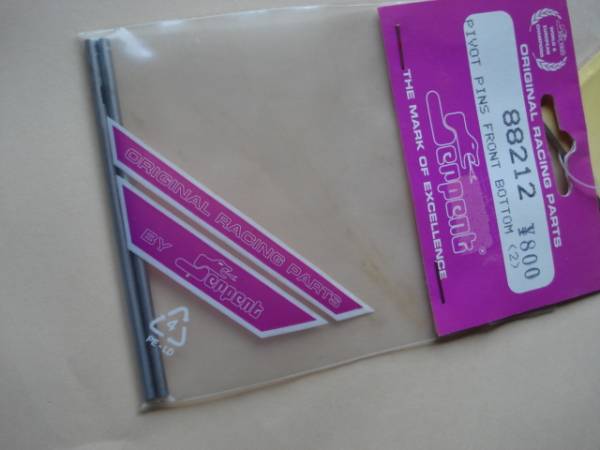 PIVOT PINS FRONT BOTTOM (2)
88212 ¥800
ORIGINAL RACING PARTS
Serpent
THE MARK OF EXCELLENCE
ORIGINAL RACING PARTS
BY Serpent
4
PE-LD